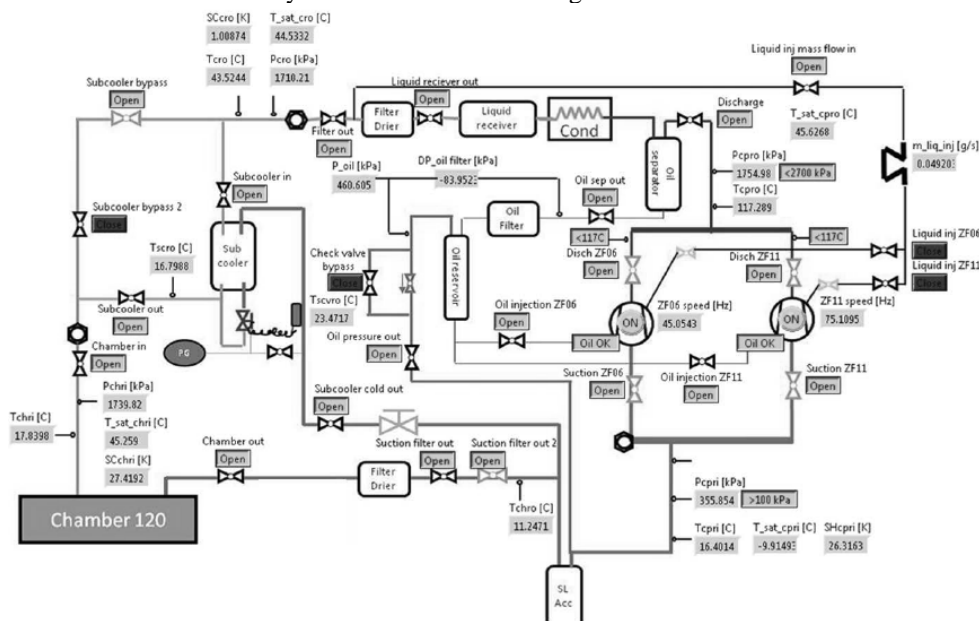 SCcro [K] T_sat_cro [C]
1.00874 44.5332
Tcro [C] Pcro [kPa]
43.5244 1710.21
Subcooler bypass
Open
Liquid inj mass flow in
Open
Liquid reciever out
Open
Filter Drier
Liquid receiver
Cond
Filter out
Open
Discharge
Open
T_sat_cpro [C]
45.6268
m_liq_inj [g/s]
P_oil [kPa]
460.605
DP_oil filter [kPa]
Oil separator
Pcpro [kPa]
1754.98 <2700 kPa
Tcpro [C]
117.289
Subcooler in
Open
Subcooler bypass 2
Close
Oil sep out
Open
Oil Filter
Sub cooler
Tscro [C]
16.7988
Oil reservoir
<117C
<117C
Disch ZF06
Open
Disch ZF11
Open
Liquid inj ZF06
Close
Liquid inj ZF11
Close
Check valve bypass
Close
Tscvro [C]
23.4717
Subcooler out
Open
Oil injection ZF06
Open
ON
ZF06 speed [Hz]
45.0543
ON
ZF11 speed [Hz]
75.1095
Oil OK
Oil OK
Chamber in
Open
PG
Oil pressure out
Open
Suction ZF06
Open
Oil injection ZF11
Open
Suction ZF11
Open
Pchri [kPa]
1739.82
Tchri [C]
17.8398
T_sat_chri [C]
45.259
SCchri [K]
27.4192
Subcooler cold out
Open
Chamber out
Open
Filter Drier
Suction filter out
Open
Suction filter out 2
Open
Tchro [C]
11.2471
Pcpri [kPa]
355.854 >100 kPa
Tcpri [C] T_sat_cpri [C] SHcpri [K]
16.4014 26.3163
Chamber 120
SL Acc